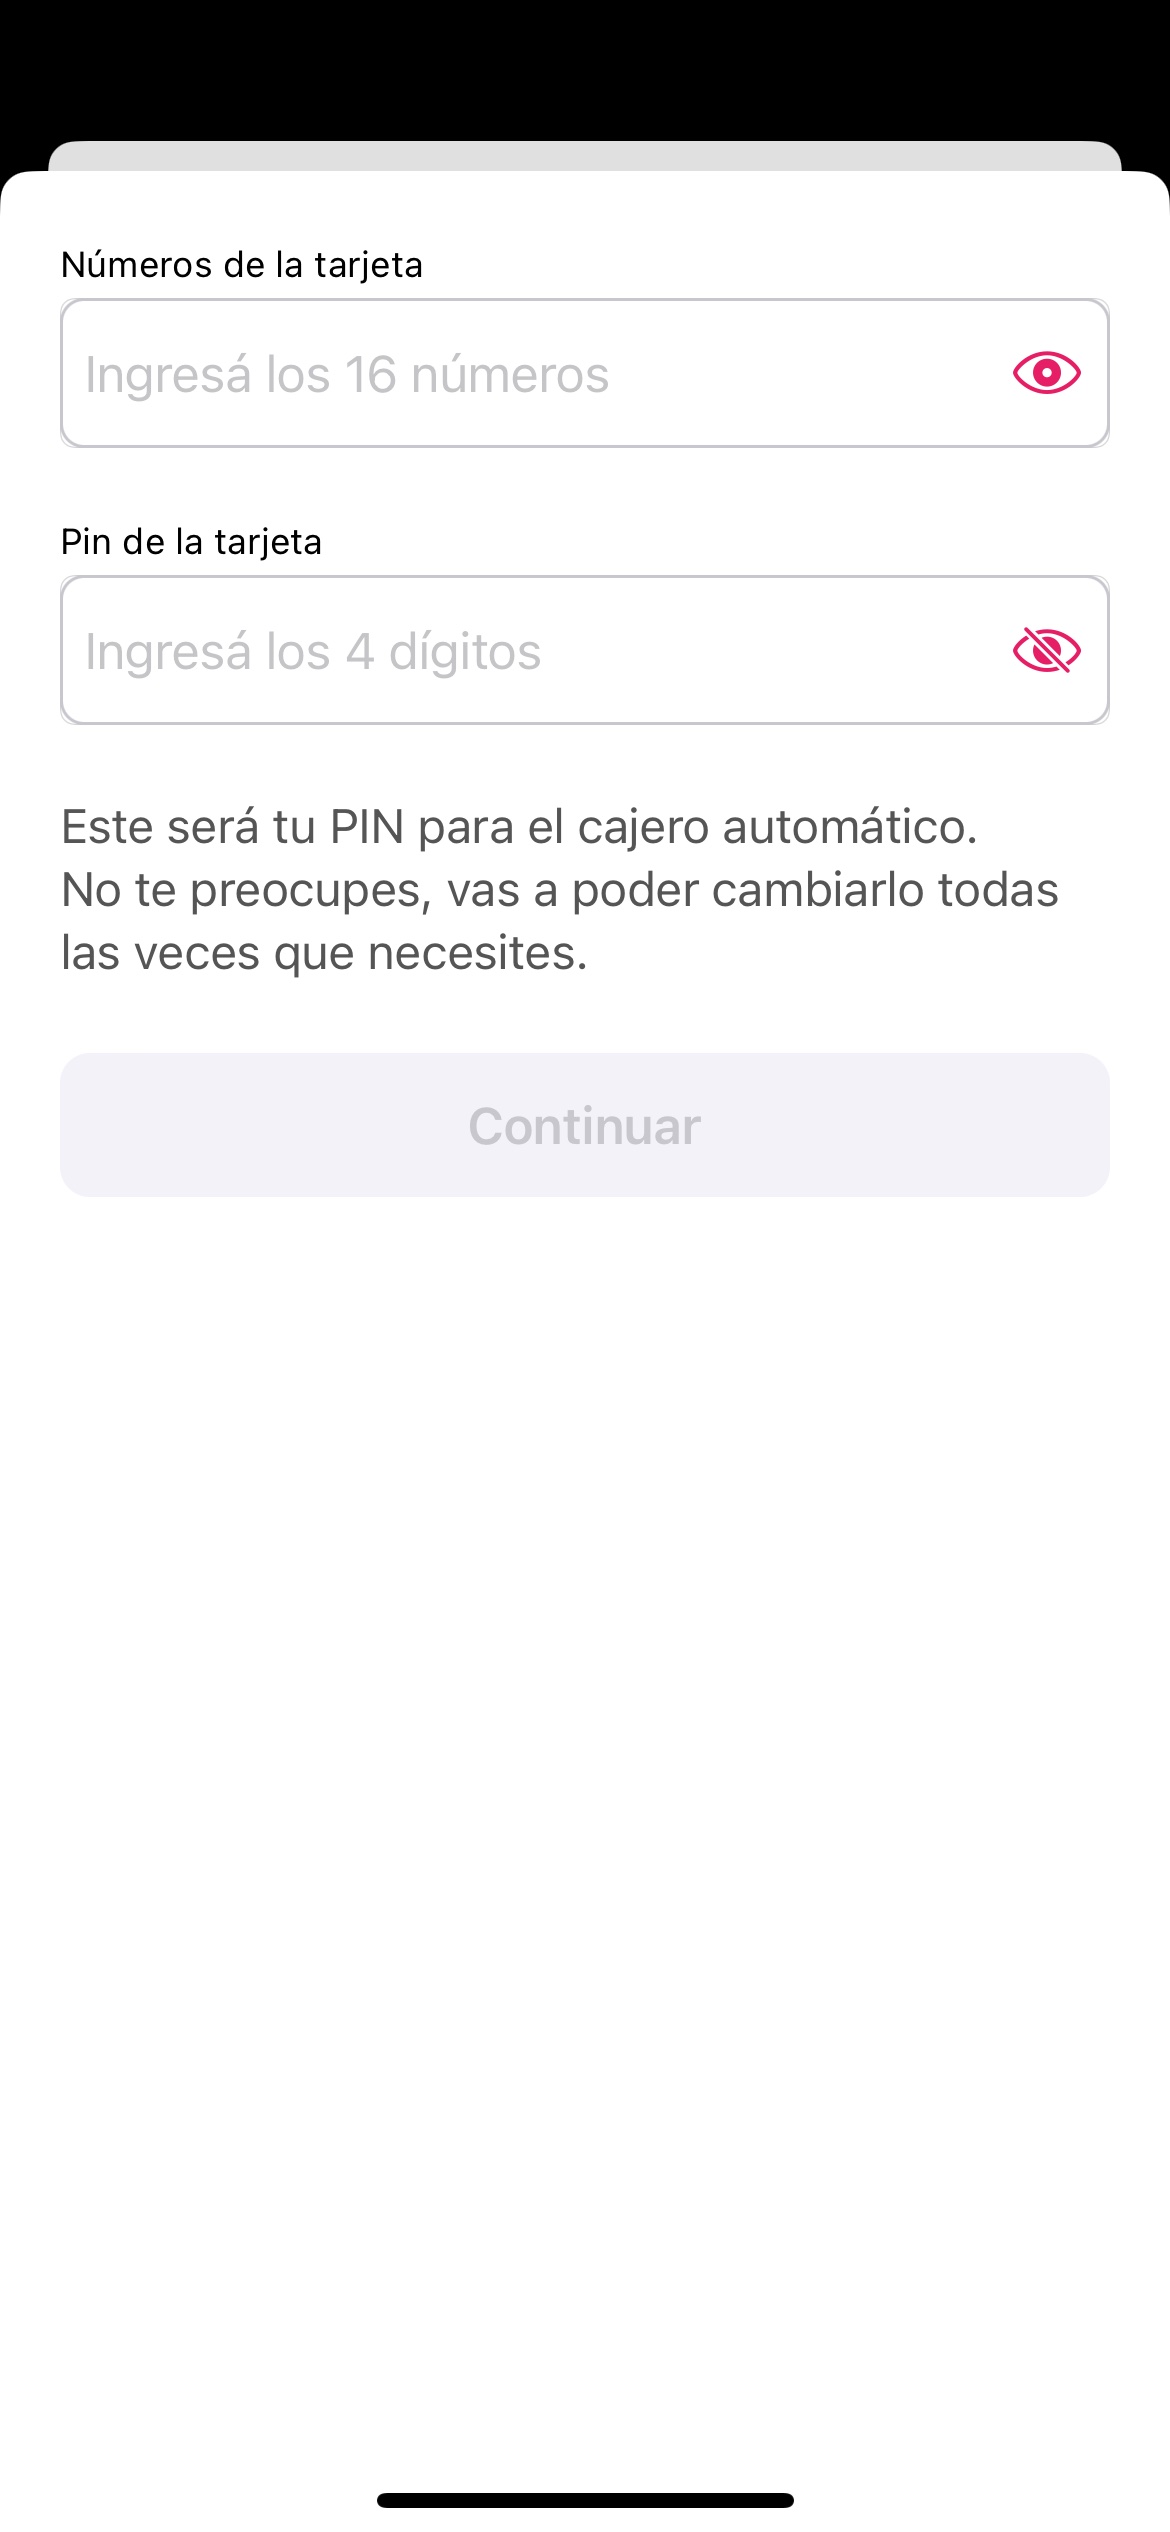 Números de la tarjeta
Ingresá los 16 números
Pin de la tarjeta
Ingresá los 4 dígitos
Este será tu PIN para el cajero automático.
No te preocupes, vas a poder cambiarlo todas
las veces que necesites.
Continuar